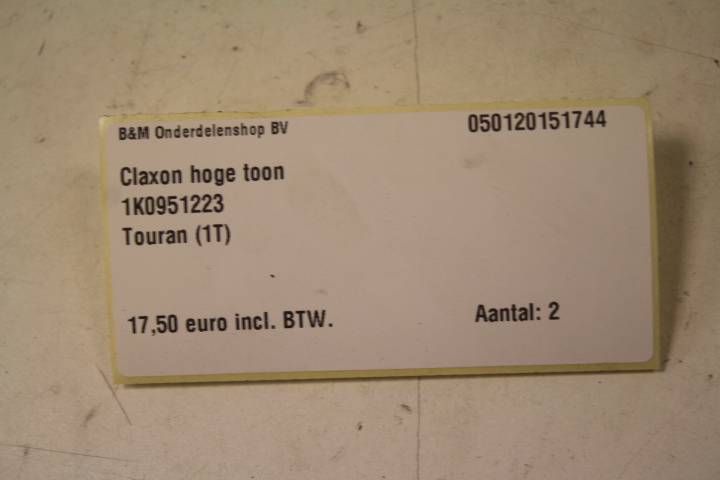 B&M Onderdelenshop BV 050120151744
Claxon hoge toon
1K0951223
Touran (1T)
17,50 euro incl. BTW. Aantal: 2